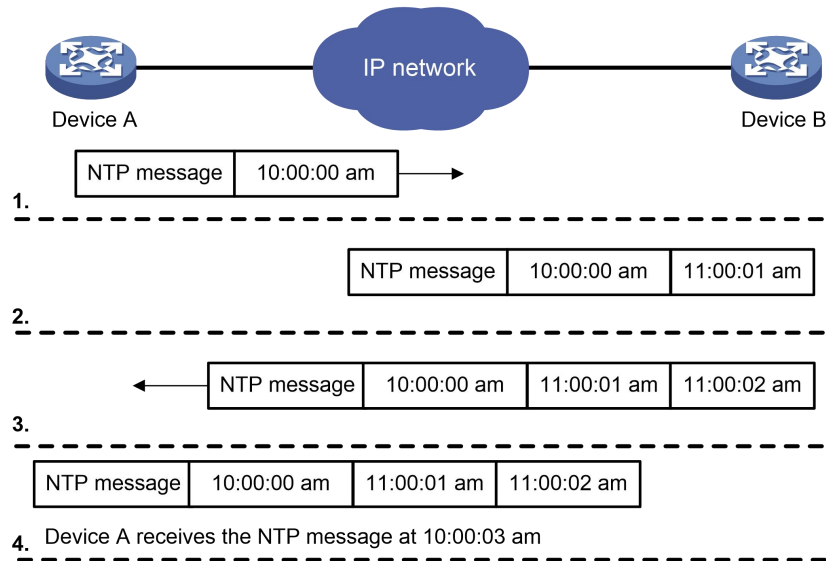 IP network
Device A
Device B
NTP message 10:00:00 am
1.
NTP message 10:00:00 am 11:00:01 am
2.
NTP message 10:00:00 am 11:00:01 am 11:00:02 am
3.
NTP message 10:00:00 am 11:00:01 am 11:00:02 am
4. Device A receives the NTP message at 10:00:03 am